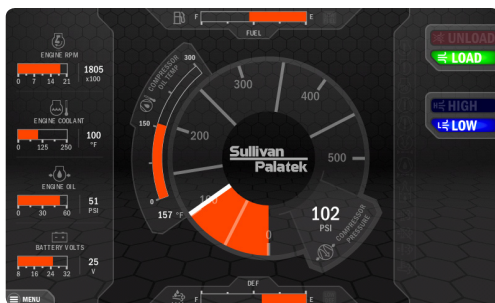 F E
FUEL
ENGINE RPM
1805
x100
0 7 14 21
ENGINE COOLANT
100
°F
0 125 250
ENGINE OIL
51
PSI
0 30 60
BATTERY VOLTS
25
V
8 16 24 32
MENU
COMPRESSOR
OIL TEMP
300
150
0
157 °F
0
100
200
300
400
500
Sullivan
Palatek
102
PSI
COMPRESSOR
PRESSURE
DEF
F E
UNLOAD
LOAD
H HIGH
L LOW